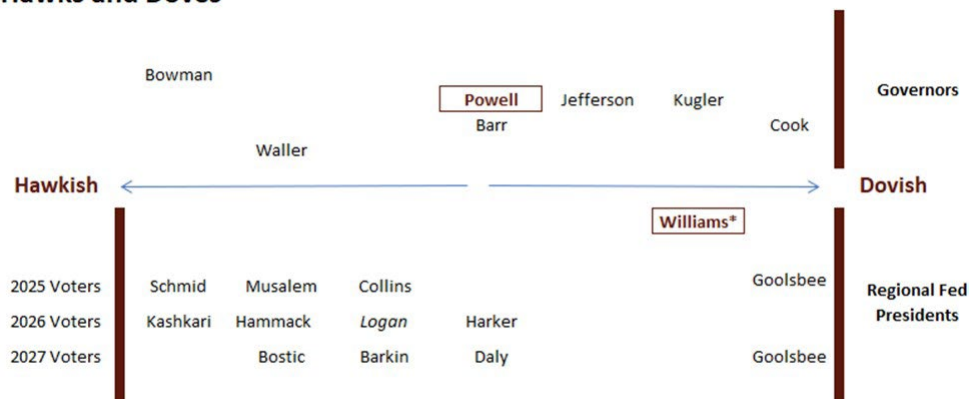 Hawks and Doves
Bowman
Powell Jefferson Kugler Governors
Barr Cook
Waller
Hawkish Dovish
Williams*
2025 Voters Schmid Musalem Collins Goolsbee Regional Fed
2026 Voters Kashkari Hammack Logan Harker Presidents
2027 Voters Bostic Barkin Daly Goolsbee